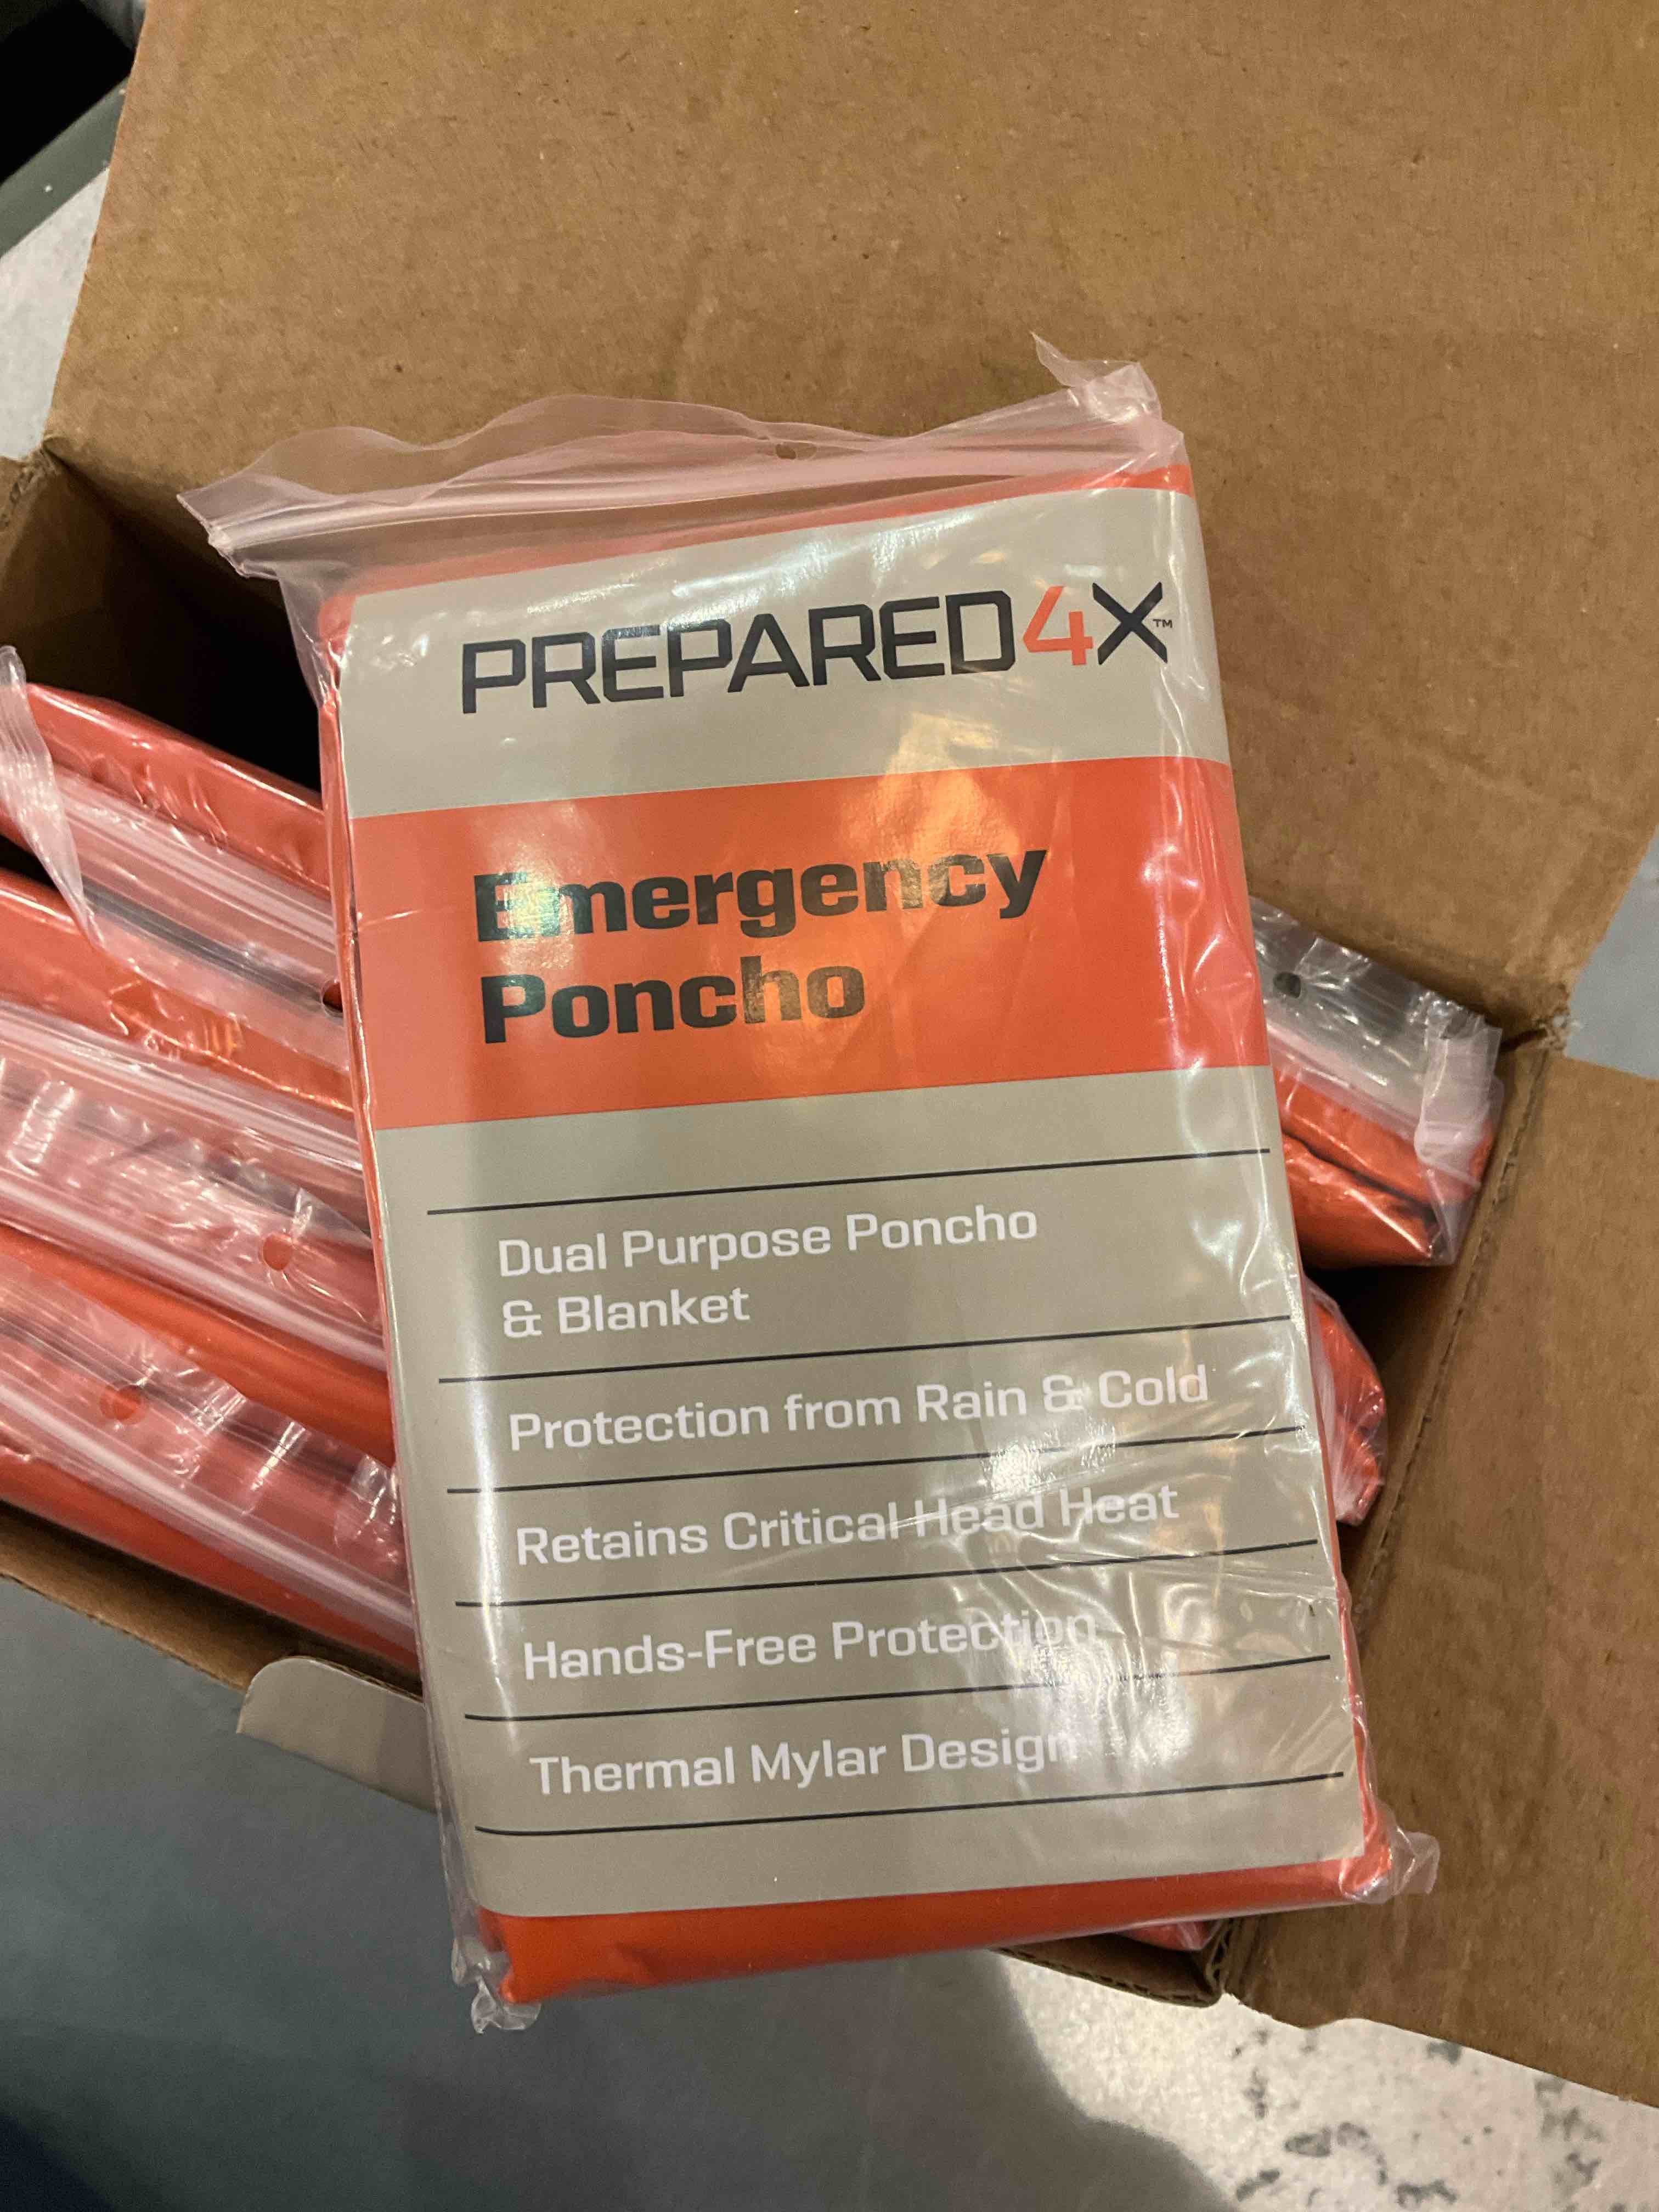 PREPARED4X™
Emergency
Poncho
Dual Purpose Poncho
& Blanket
Protection from Rain & Cold
Retains Critical Head Heat
Hands-Free Protection
Thermal Mylar Design